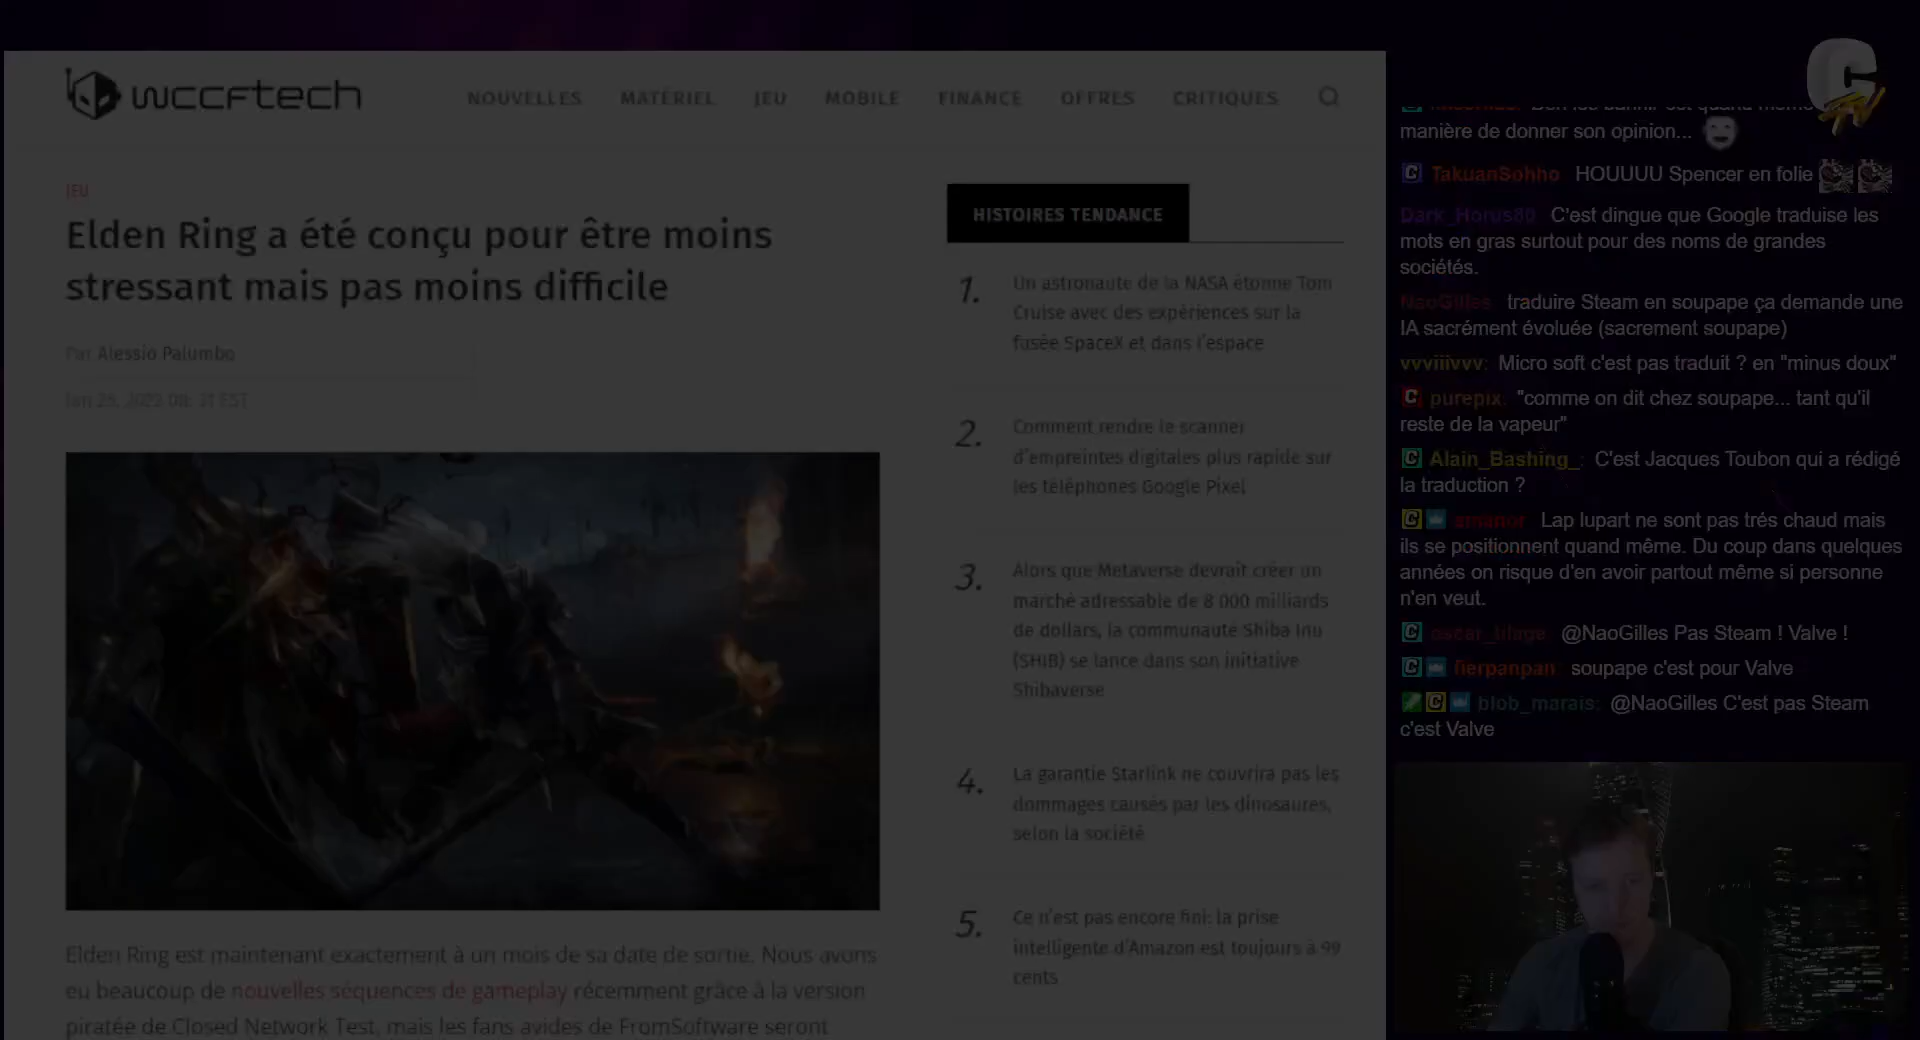 wccftech
NOUVELLES MATÉRIEL JEU MOBILE FINANCE OFFRES CRITIQUES
JEU
Elden Ring a été conçu pour être moins
stressant mais pas moins difficile
Par Alessio Palumbo
Jan 2022 EST
Elden Ring est maintenant exactement à un mois de sa date de sortie. Nous avons
eu beaucoup de nouvelles séquences de gameplay récemment grâce à la version
piratée de Closed Network Test, mais les fans avides de FromSoftware seront
HISTOIRES TENDANCE
1. Un astronaute de la NASA étonne Tom
Cruise avec des expériences sur la
fusée SpaceX et dans l'espace
2. Comment rendre le scanner
d'empreintes digitales plus rapide sur
les téléphones Google Pixel
3. Alors que Metaverse devrait créer un
marché adressable de 8 000 milliards
de dollars, la communauté Shiba Inu
(SHIB) se lance dans son initiative
Shibaverse
4. La garantie Starlink ne couvrira pas les
dommages causés par les dinosaures,
selon la société
5. Ce n'est pas encore fini: la prise
intelligente d'Amazon est toujours à 99
cents
C TV
manière de donner son opinion...
TakuanSohho HOUUUU Spencer en folie
Dark_Horus80 C'est dingue que Google traduise les
mots en gras surtout pour des noms de grandes
sociétés.
NaoGilles traduire Steam en soupape ça demande une
IA sacrément évoluée (sacrement soupape)
vvviiivvv: Micro soft c'est pas traduit ? en "minus doux"
purepix: "comme on dit chez soupape... tant qu'il
reste de la vapeur"
Alain_Bashing_: C'est Jacques Toubon qui a rédigé
la traduction ?
Lap lupart ne sont pas trés chaud mais
ils se positionnent quand même. Du coup dans quelques
années on risque d'en avoir partout même si personne
n'en veut.
@NaoGilles Pas Steam ! Valve !
fierpanpan soupape c'est pour Valve
blob_marais: @NaoGilles C'est pas Steam
c'est Valve